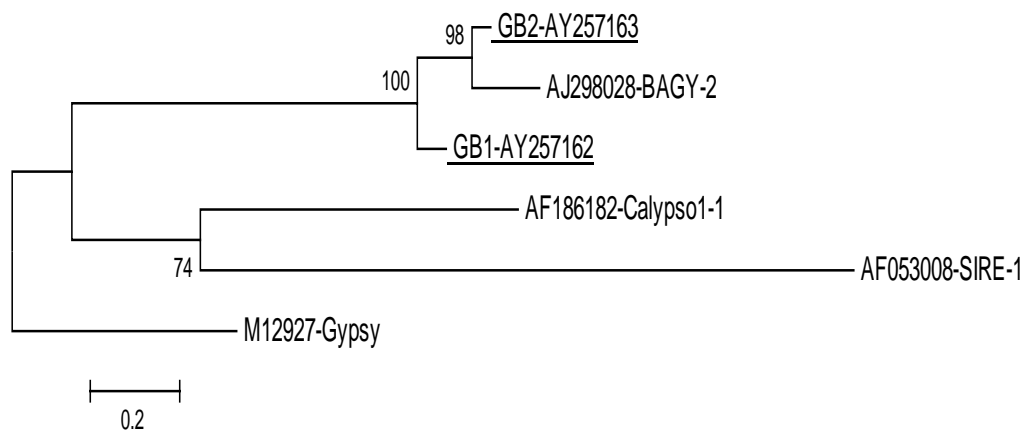 GB2-AY257163
98
AJ298028-BAGY-2
100
GB1-AY257162
AF186182-Calypso1-1
74
AF053008-SIRE-1
M12927-Gypsy
0.2